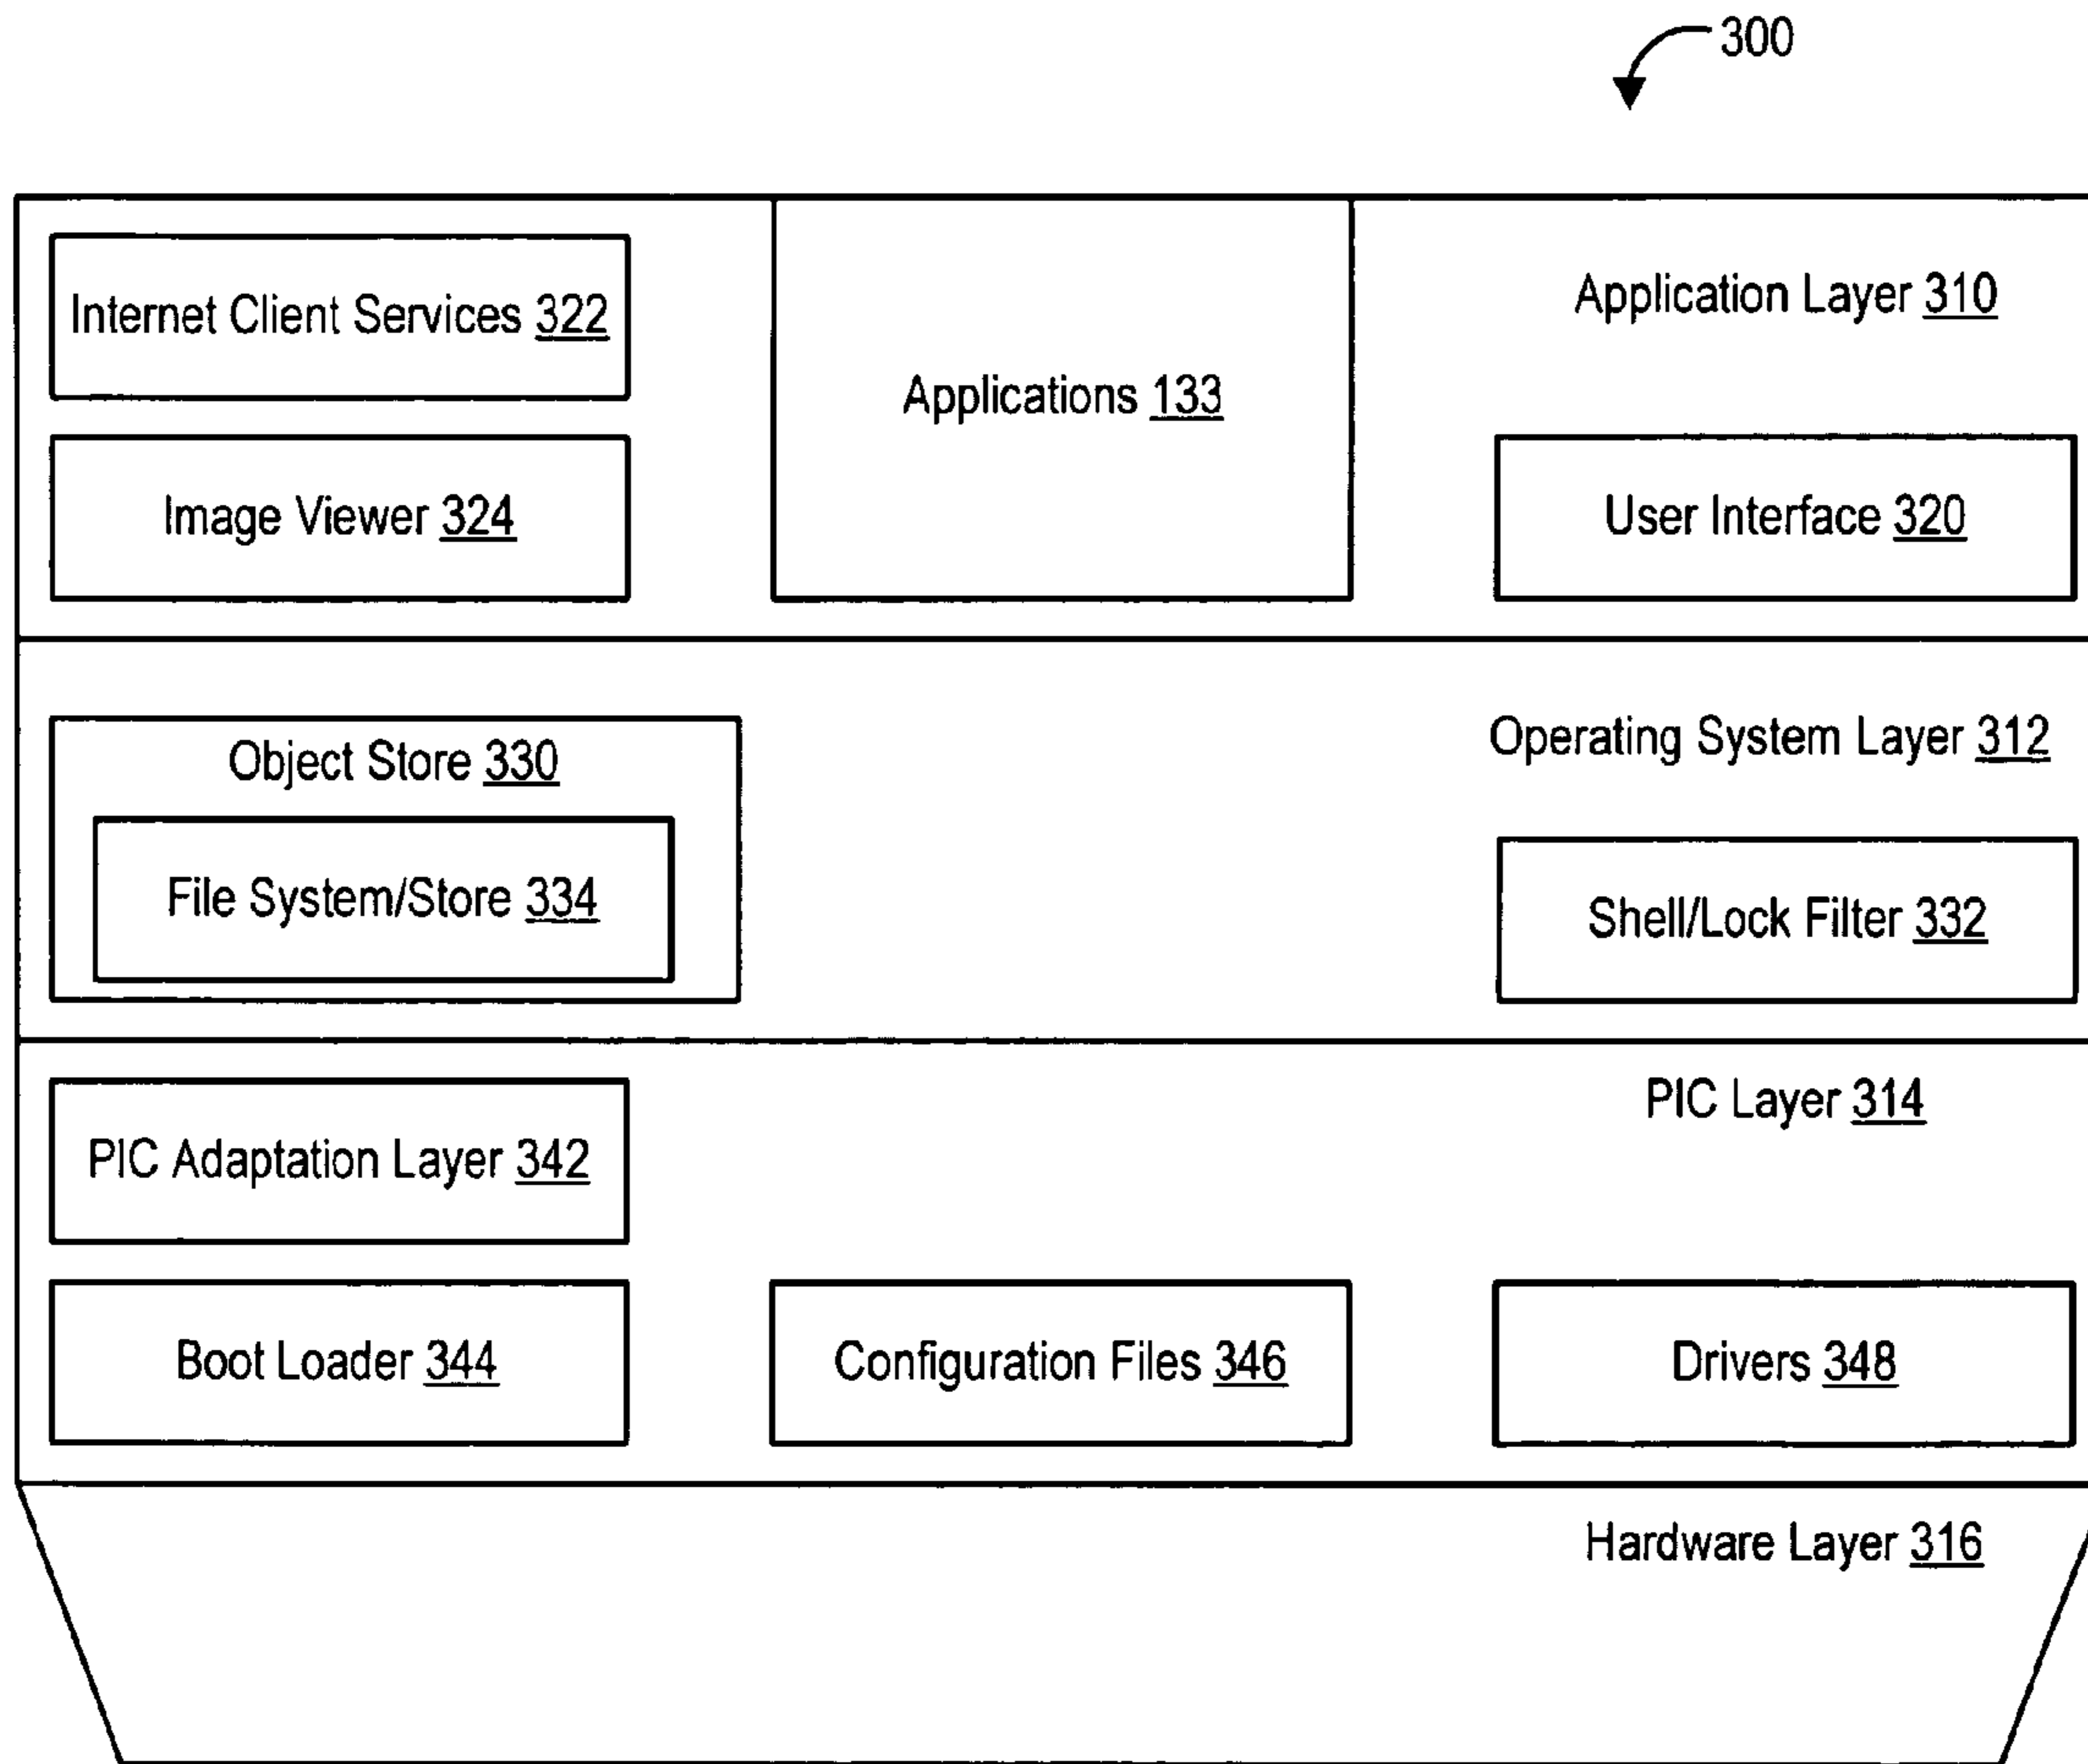 300
Internet Client Services 322
Applications 133
Application Layer 310
Image Viewer 324
User Interface 320
Object Store 330
Operating System Layer 312
File System/Store 334
Shell/Lock Filter 332
PIC Layer 314
PIC Adaptation Layer 342
Boot Loader 344
Configuration Files 346
Drivers 348
Hardware Layer 316